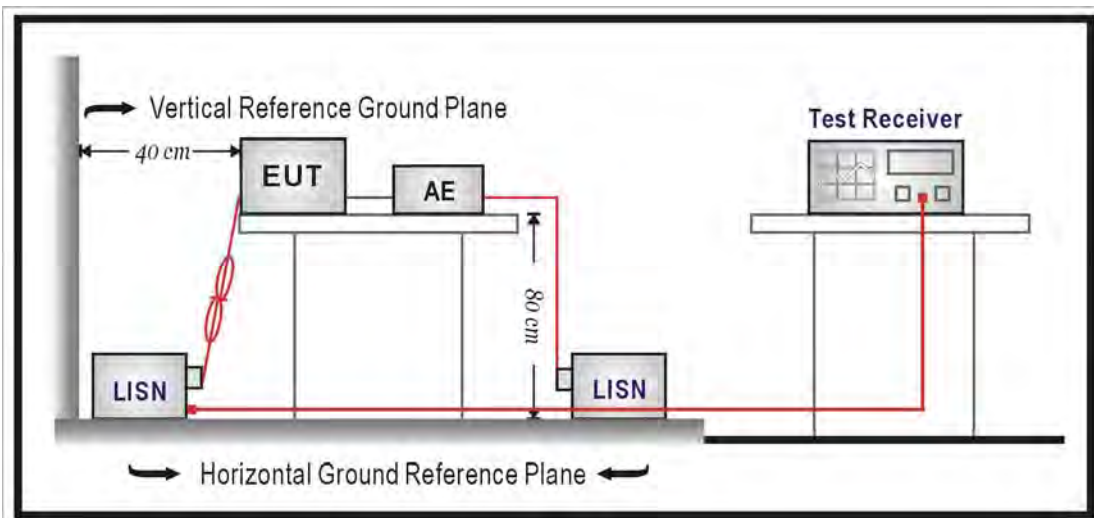 Vertical Reference Ground Plane
Test Receiver
40 cm
EUT
AE
80 cm
LISN
LISN
Horizontal Ground Reference Plane